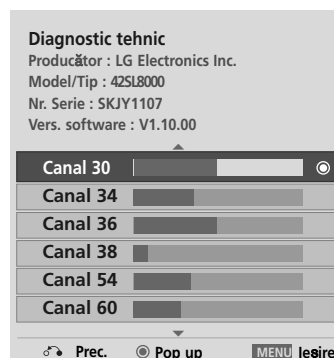 Diagnostic tehnic
Producător : LG Electronics Inc.
Model/Tip : 42SL8000
Nr. Serie : SKJY1107
Vers. software : V1.10.00
Canal 30
Canal 34
Canal 36
Canal 38
Canal 54
Canal 60
Prec. Pop up MENU Ieşire